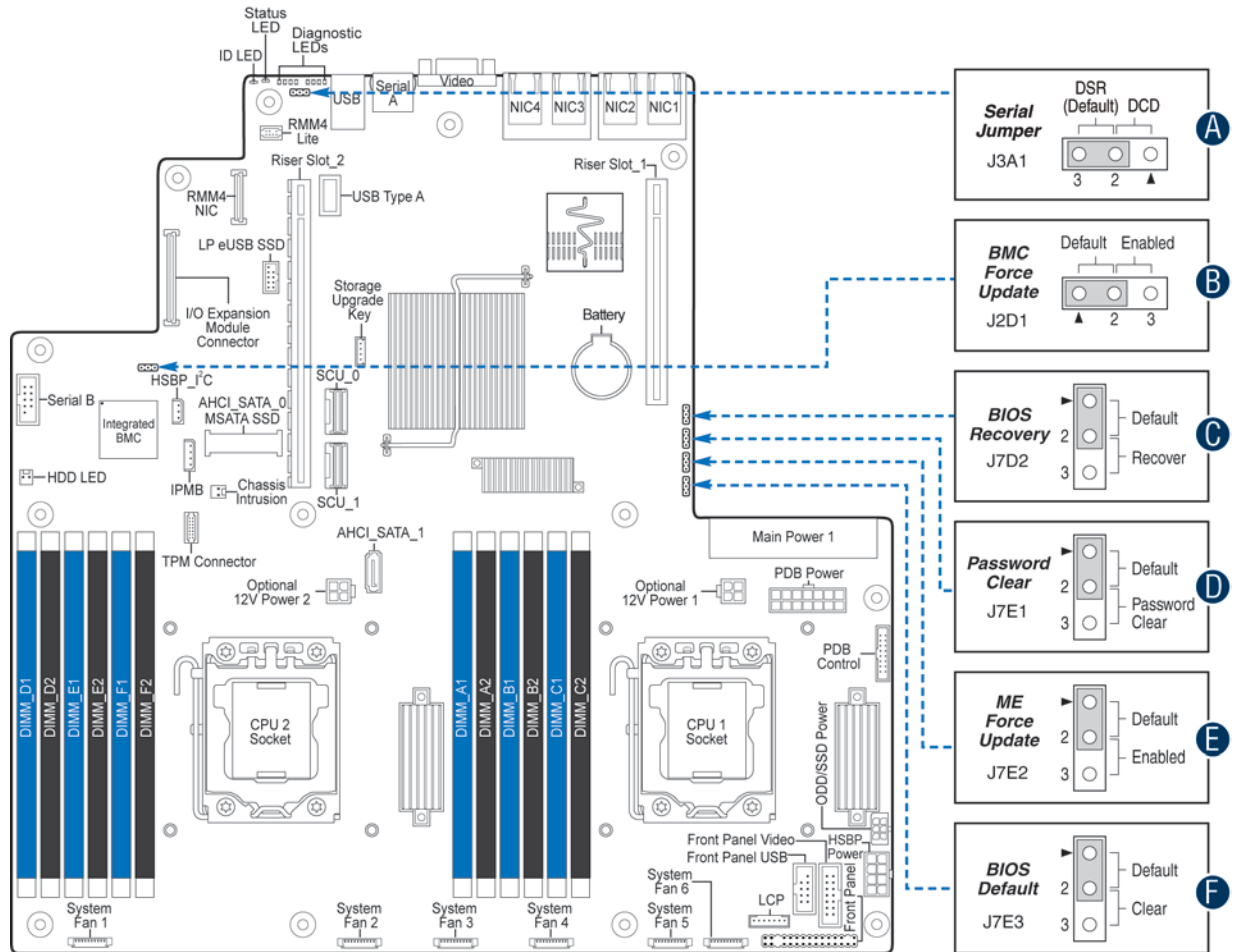 Status
LED
Diagnostic
LEDs
ID LED
USB
Serial
A
Video
NIC4
NIC3
NIC2
NIC1
RMM4
Lite
Riser Slot_2
Riser Slot_1
RMM4
NIC
USB Type A
LP eUSB SSD
Storage
Upgrade
Key
Battery
I/O Expansion
Module
Connector
HSBP_I²C
SCU_0
Serial B
Integrated
BMC
AHCI_SATA_0
MSATA SSD
HDD LED
IPMB
Chassis
Intrusion
SCU_1
TPM Connector
AHCI_SATA_1
Main Power 1
Optional
12V Power 2
Optional
12V Power 1
PDB Power
PDB
Control
DIMM_D1
DIMM_D2
DIMM_E1
DIMM_E2
DIMM_F1
DIMM_F2
CPU 2
Socket
DIMM_A1
DIMM_A2
DIMM_B1
DIMM_B2
DIMM_C1
DIMM_C2
CPU 1
Socket
ODD/SSD Power
Front Panel Video
Front Panel USB
HSBP
Power
System
Fan 6
LCP
Front Panel
System
Fan 1
System
Fan 2
System
Fan 3
System
Fan 4
System
Fan 5
Serial
Jumper
J3A1
DSR
(Default)
DCD
3 2
A
BMC
Force
Update
J2D1
Default Enabled
2 3
B
BIOS
Recovery
J7D2
2
3
Default
Recover
C
Password
Clear
J7E1
2
3
Default
Password
Clear
D
ME
Force
Update
J7E2
2
3
Default
Enabled
E
BIOS
Default
J7E3
2
3
Default
Clear
F